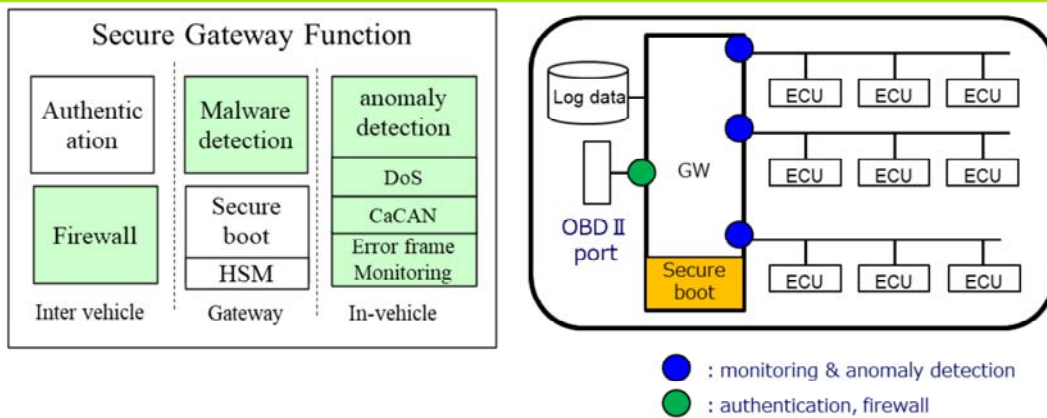 Secure Gateway Function
Authentic
ation
Firewall
Inter vehicle
Malware
detection
Secure
boot
HSM
Gateway
anomaly
detection
DoS
CaCAN
Error frame
Monitoring
In-vehicle
Log data
OBD Ⅱ
port
GW
Secure
boot
ECU ECU ECU
ECU ECU ECU
ECU ECU ECU
: monitoring & anomaly detection
: authentication, firewall